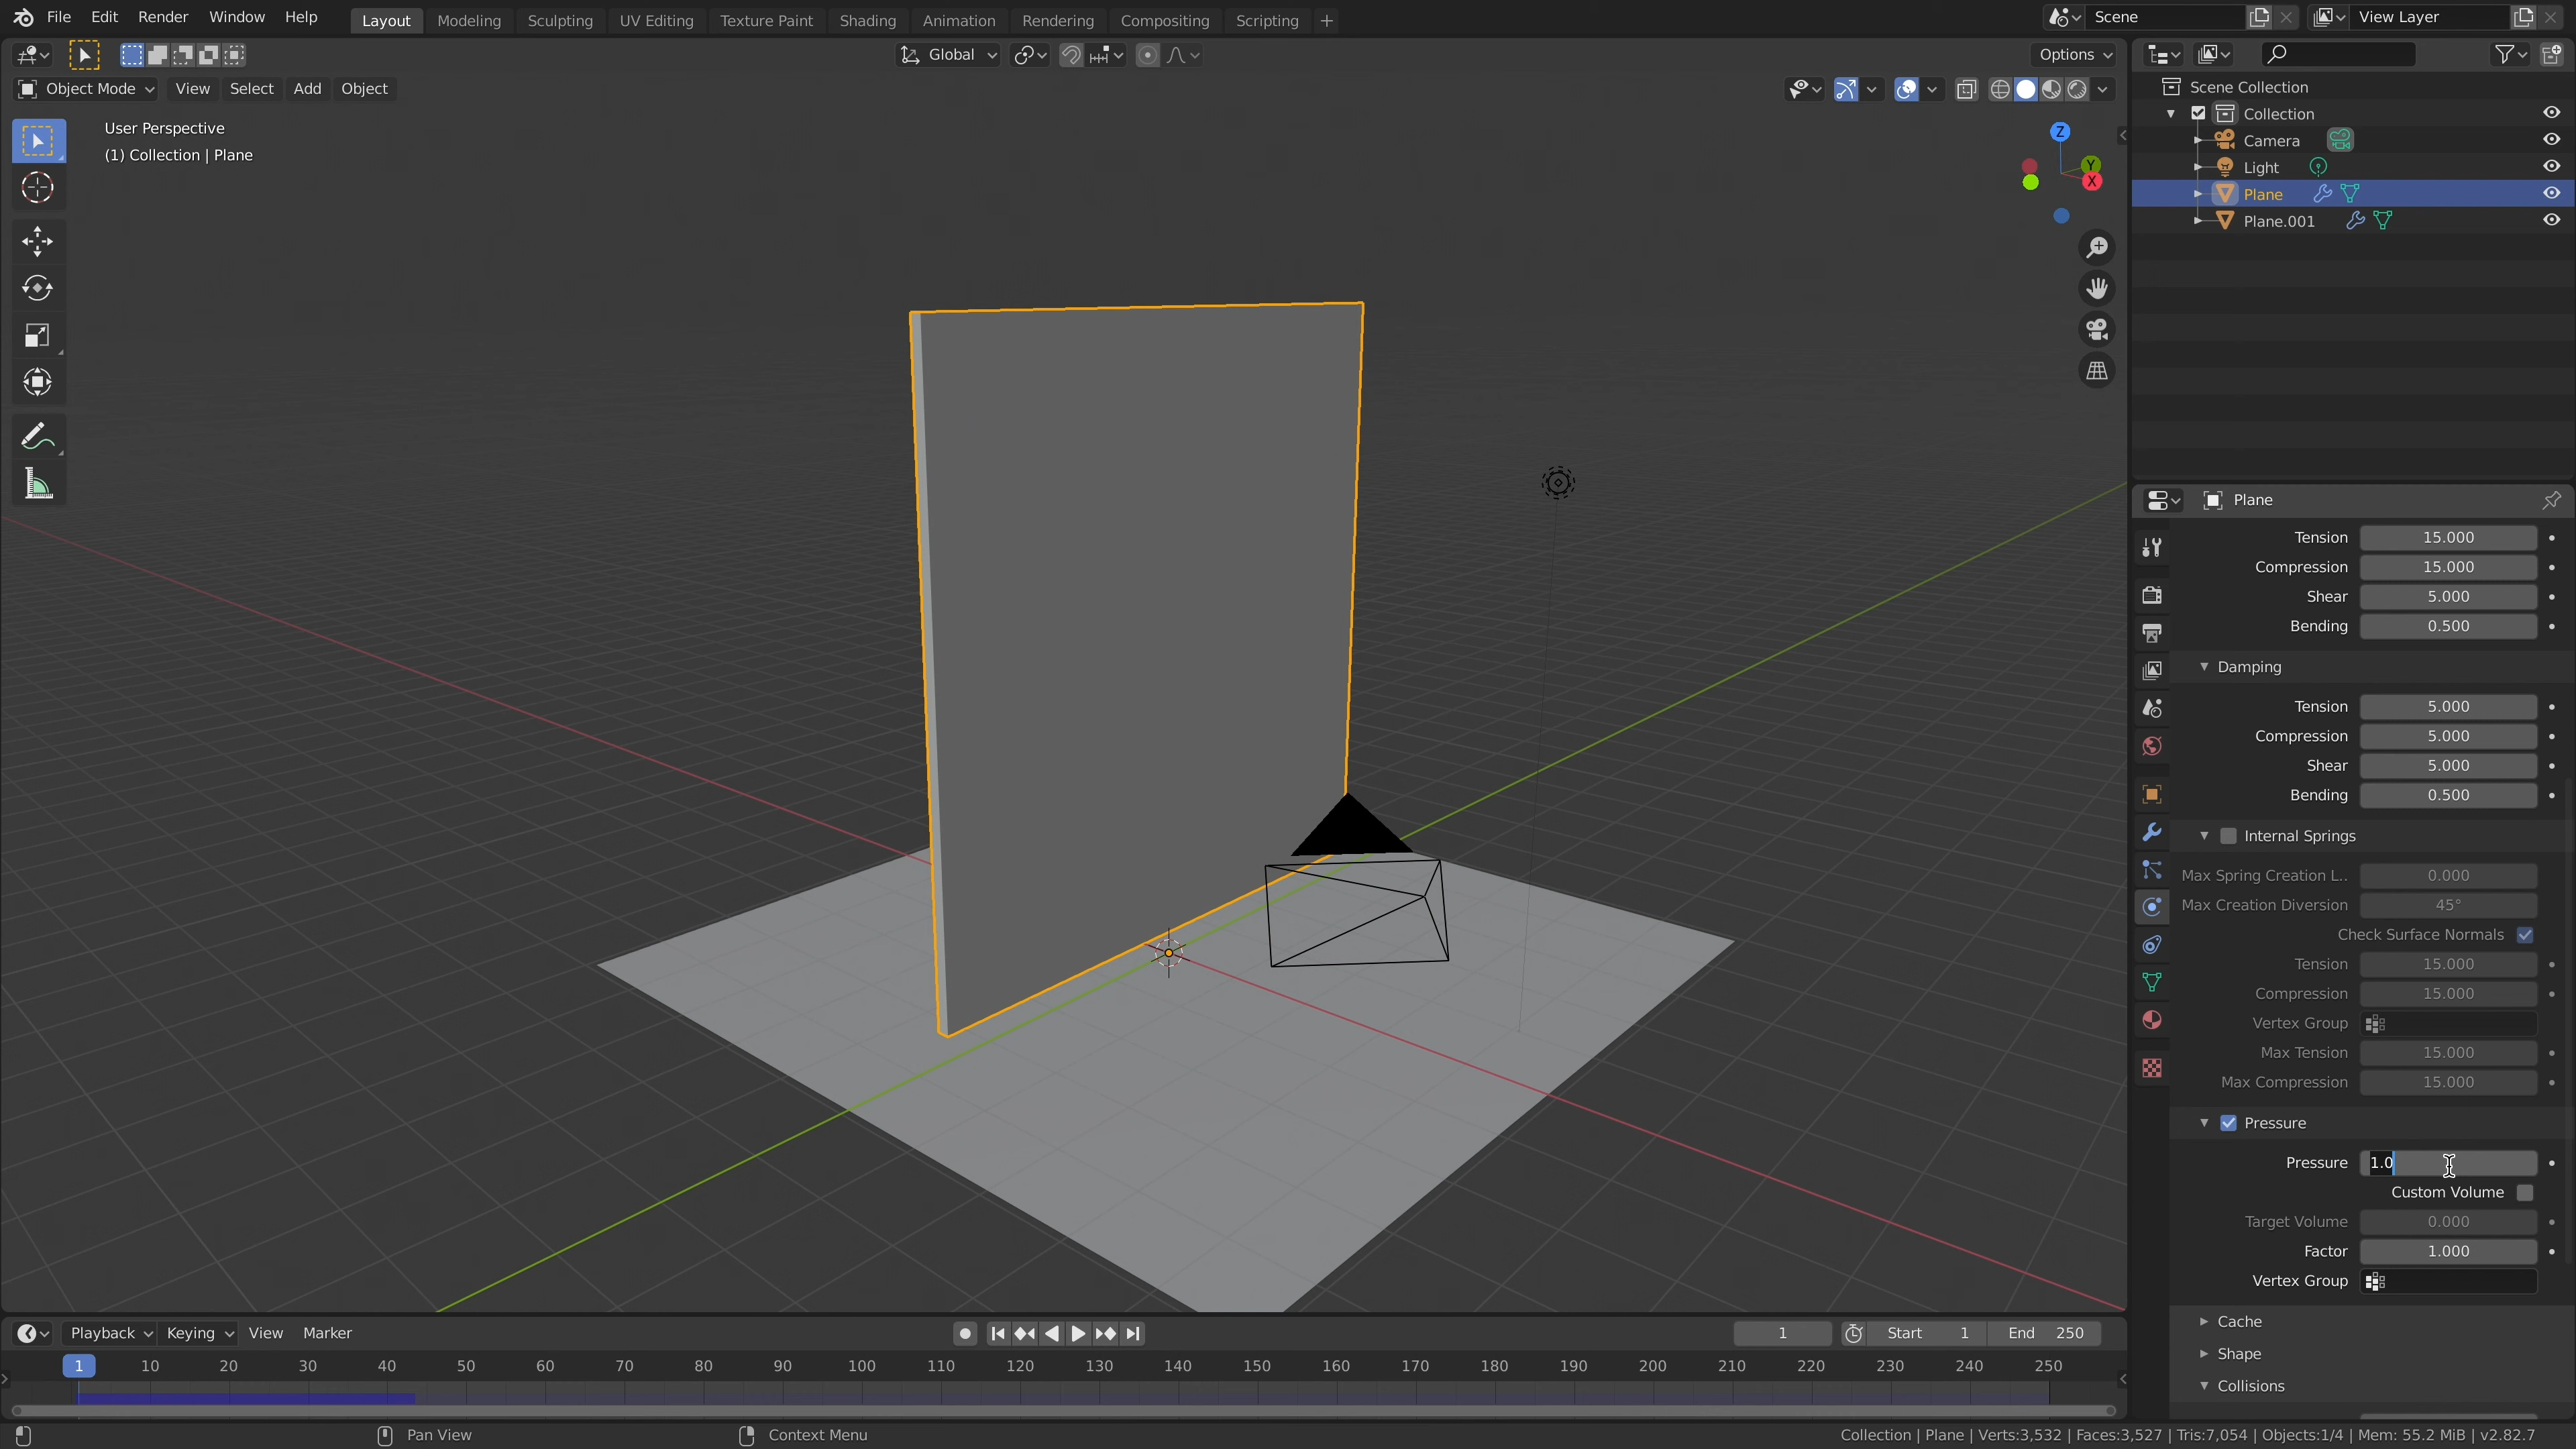 File Edit Render Window Help Layout Modeling Sculpting UV Editing Texture Paint Shading Animation Rendering Compositing Scripting + Scene View Layer
Global Options
Object Mode View Select Add Object
User Perspective
(1) Collection | Plane
Z
Y
X
Scene Collection
Collection
Camera
Light
Plane
Plane.001
Plane
Tension 15.000
Compression 15.000
Shear 5.000
Bending 0.500
Damping
Tension 5.000
Compression 5.000
Shear 5.000
Bending 0.500
Internal Springs
Max Spring Creation L.. 0.000
Max Creation Diversion 45°
Check Surface Normals
Tension 15.000
Compression 15.000
Vertex Group
Max Tension 15.000
Max Compression 15.000
Pressure
Pressure 1.0
Custom Volume
Target Volume 0.000
Factor 1.000
Vertex Group
Cache
Shape
Collisions
Playback Keying View Marker 1 Start 1 End 250
1 10 20 30 40 50 60 70 80 90 100 110 120 130 140 150 160 170 180 190 200 210 220 230 240 250
Pan View Context Menu Collection | Plane | Verts:3,532 | Faces:3,527 | Tris:7,054 | Objects:1/4 | Mem: 55.2 MiB | v2.82.7